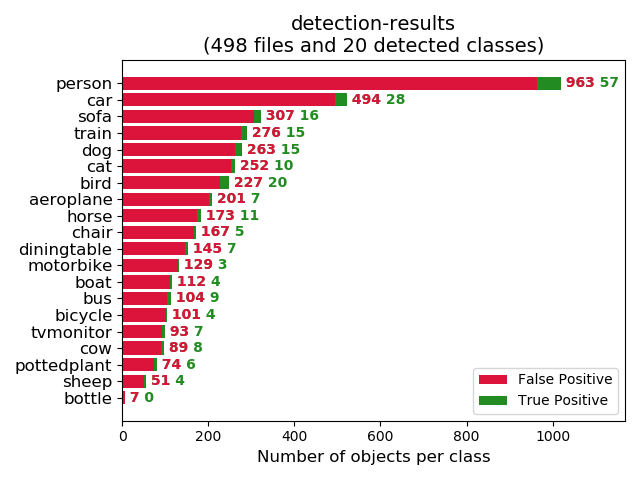 detection-results
(498 files and 20 detected classes)
person 963 57
car 494 28
sofa 307 16
train 276 15
dog 263 15
cat 252 10
bird 227 20
aeroplane 201 7
horse 173 11
chair 167 5
diningtable 145 7
motorbike 129 3
boat 112 4
bus 104 9
bicycle 101 4
tvmonitor 93 7
cow 89 8
pottedplant 74 6
sheep 51 4
bottle 7 0
False Positive
True Positive
0 200 400 600 800 1000
Number of objects per class